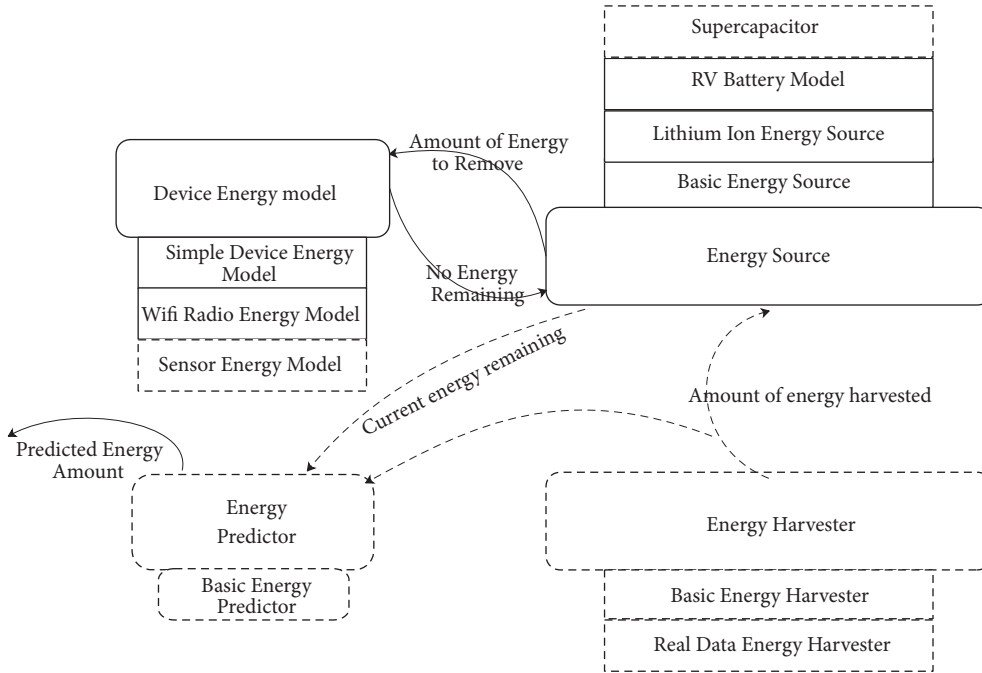 Supercapacitor
RV Battery Model
Lithium Ion Energy Source
Basic Energy Source
Energy Source
Amount of Energy
to Remove
Device Energy model
No Energy
Remaining
Simple Device Energy
Model
Wifi Radio Energy Model
Sensor Energy Model
Current energy remaining
Amount of energy harvested
Predicted Energy
Amount
Energy
Predictor
Basic Energy
Predictor
Energy Harvester
Basic Energy Harvester
Real Data Energy Harvester